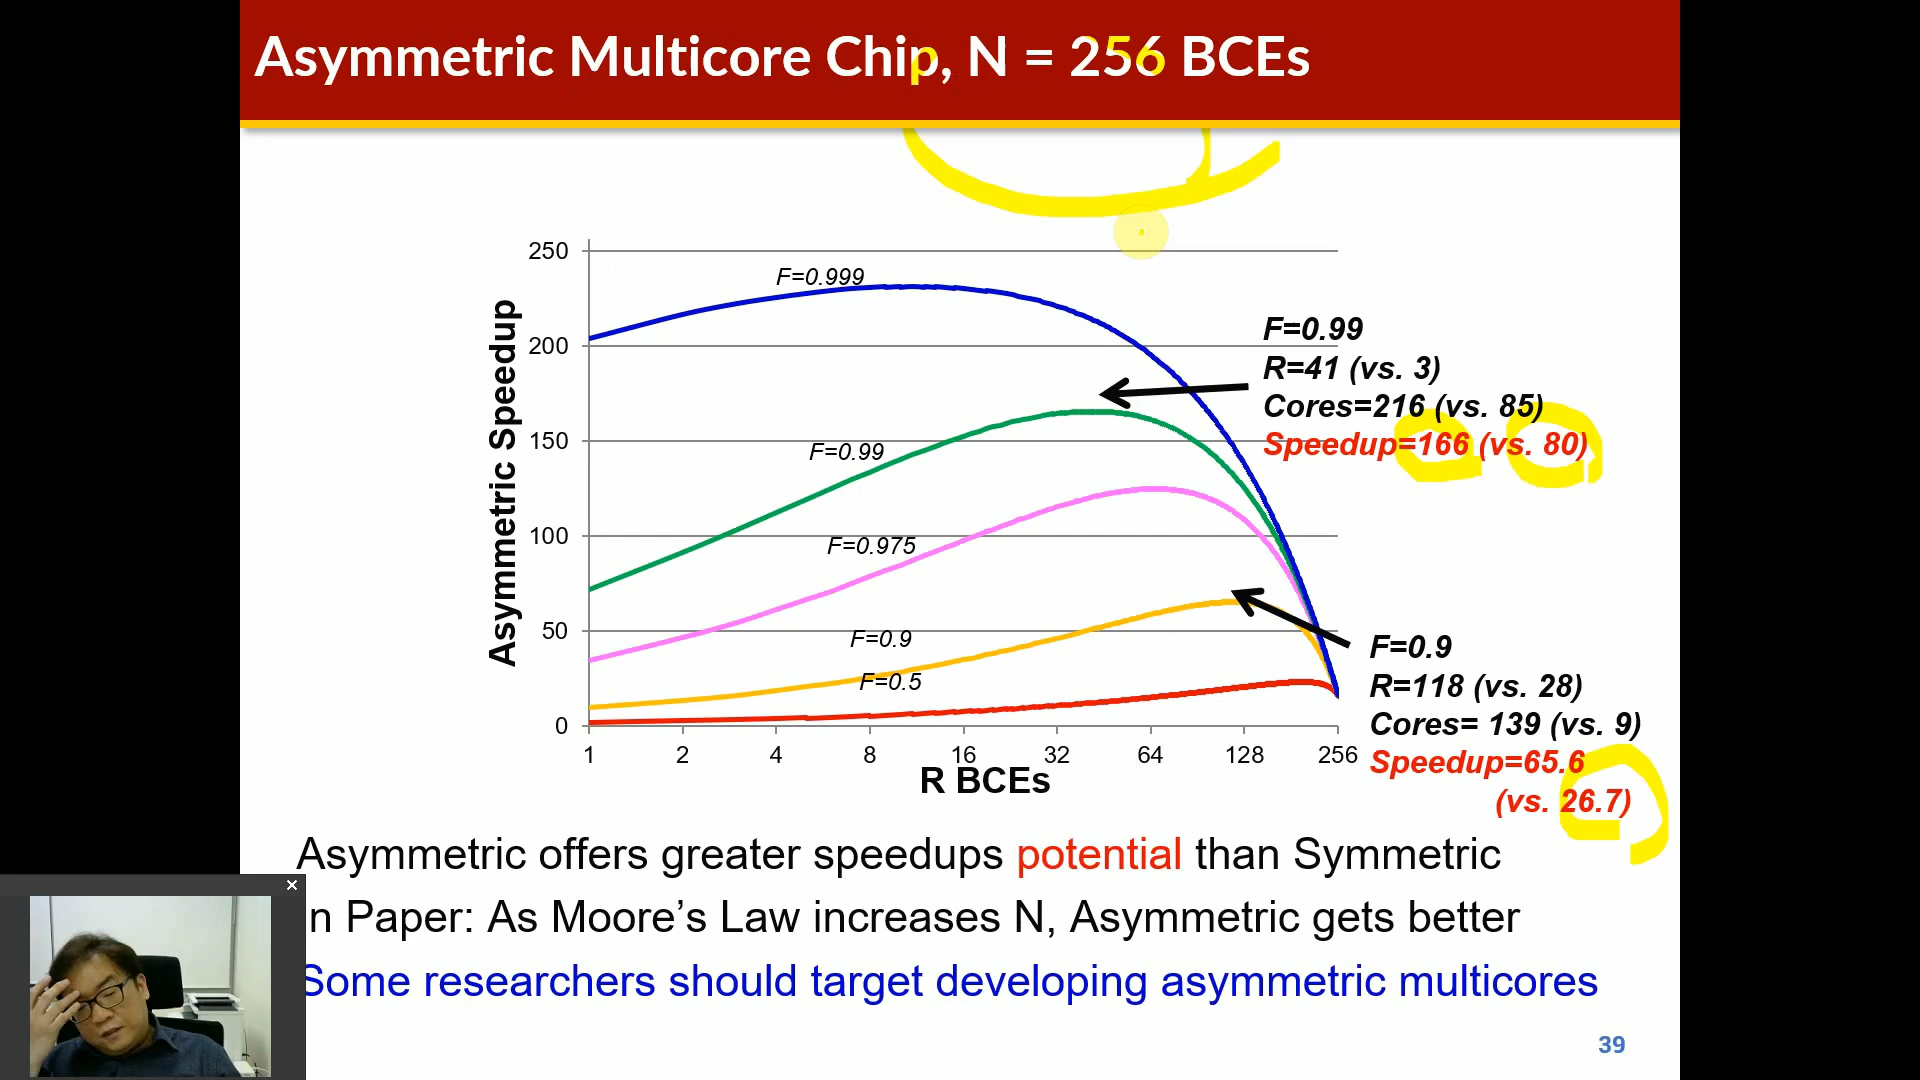 Asymmetric Multicore Chip, N = 256 BCEs
250
200
150
100
50
0
Asymmetric Speedup
F=0.999
F=0.99
F=0.975
F=0.9
F=0.5
1 2 4 8 16 32 64 128 256
R BCEs
F=0.99
R=41 (vs. 3)
Cores=216 (vs. 85)
Speedup=166 (vs. 80)
F=0.9
R=118 (vs. 28)
Cores= 139 (vs. 9)
Speedup=65.6
(vs. 26.7)
Asymmetric offers greater speedups potential than Symmetric
n Paper: As Moore’s Law increases N, Asymmetric gets better
Some researchers should target developing asymmetric multicores
39